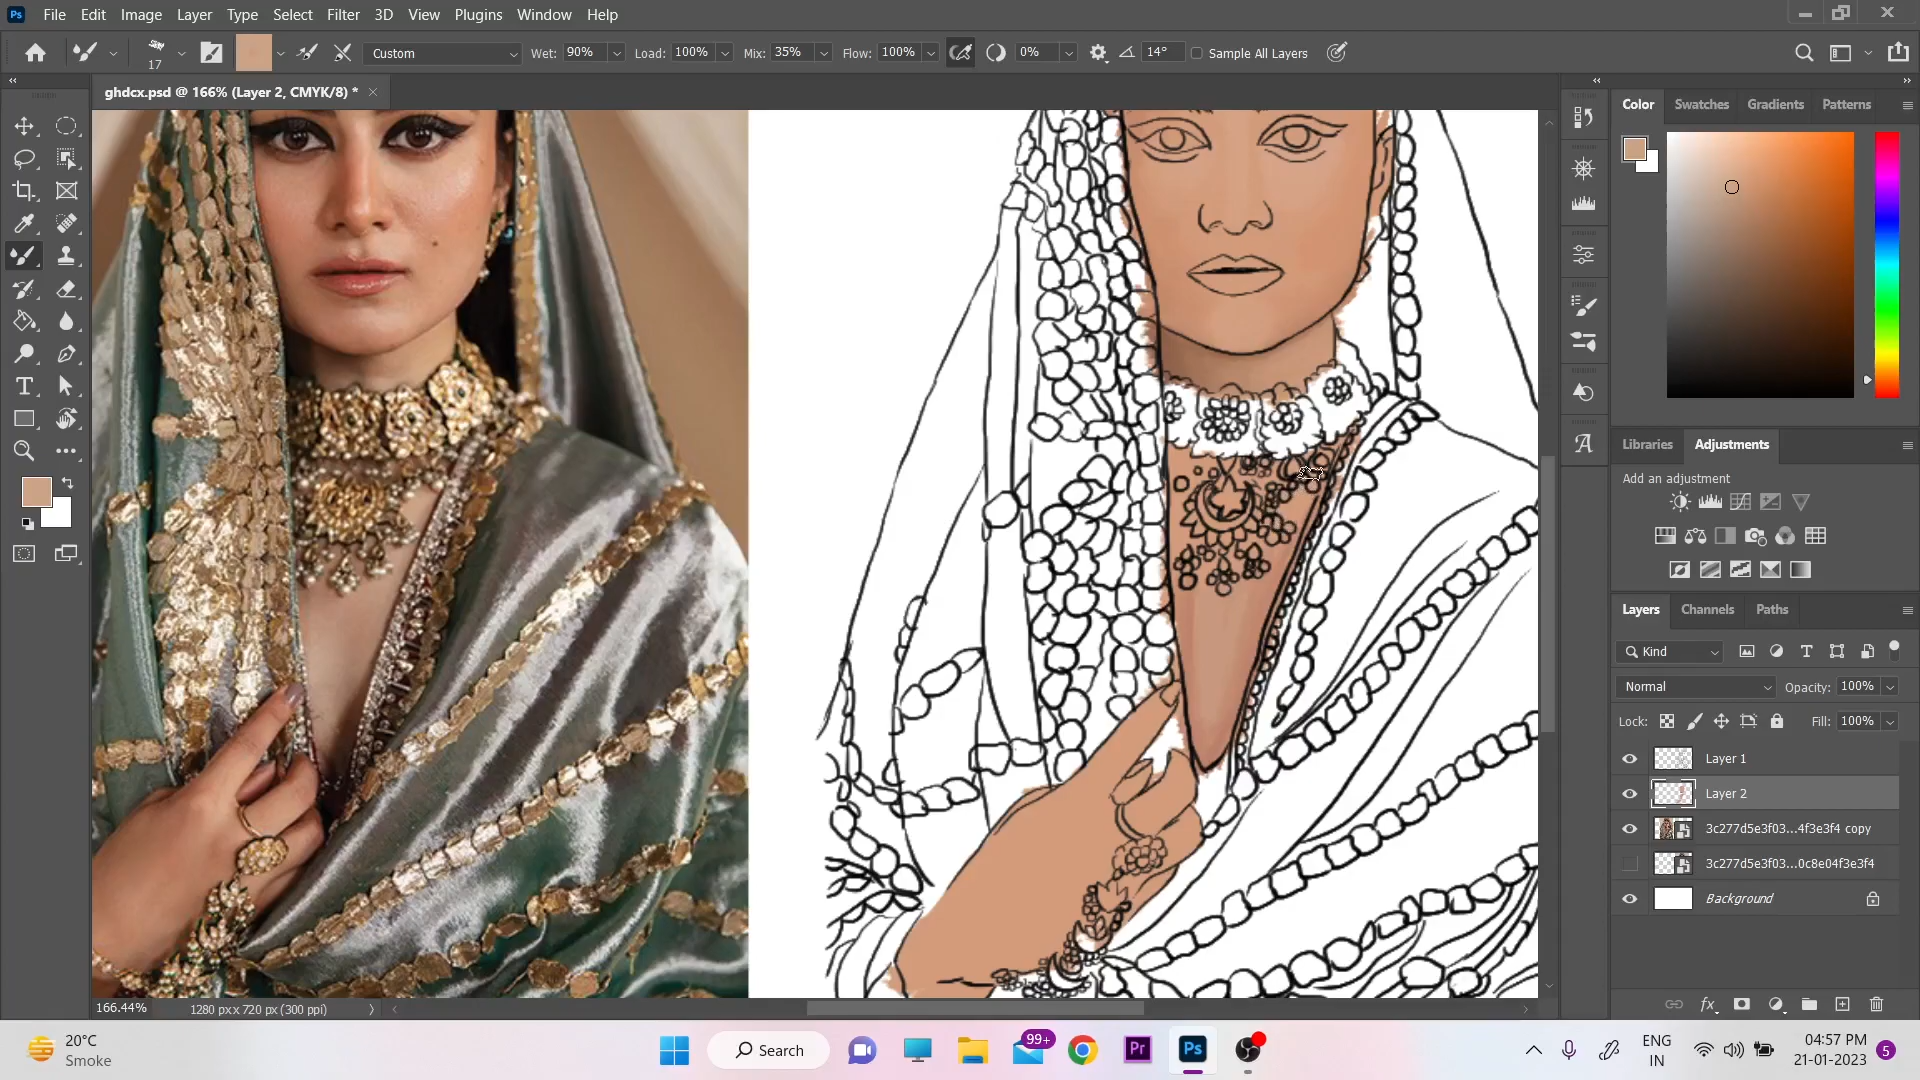 Ps File Edit Image Layer Type Select Filter 3D View Plugins Window Help
17 Custom Wet: 90% Load: 100% Mix: 35% Flow: 100% 0% 14° Sample All Layers
ghdcx.psd @ 166% (Layer 2, CMYK/8) *
Color Swatches Gradients Patterns
Libraries Adjustments
Add an adjustment
Layers Channels Paths
Kind
Normal Opacity: 100%
Lock: Fill: 100%
Layer 1
Layer 2
3c277d5e3f03...4f3e3f4 copy
3c277d5e3f03...0c8e04f3e3f4
Background
166.44% 1280 px x 720 px (300 ppi)
20°C
Smoke
Search
99+
Pr
Ps
ENG
IN
04:57 PM
21-01-2023
5